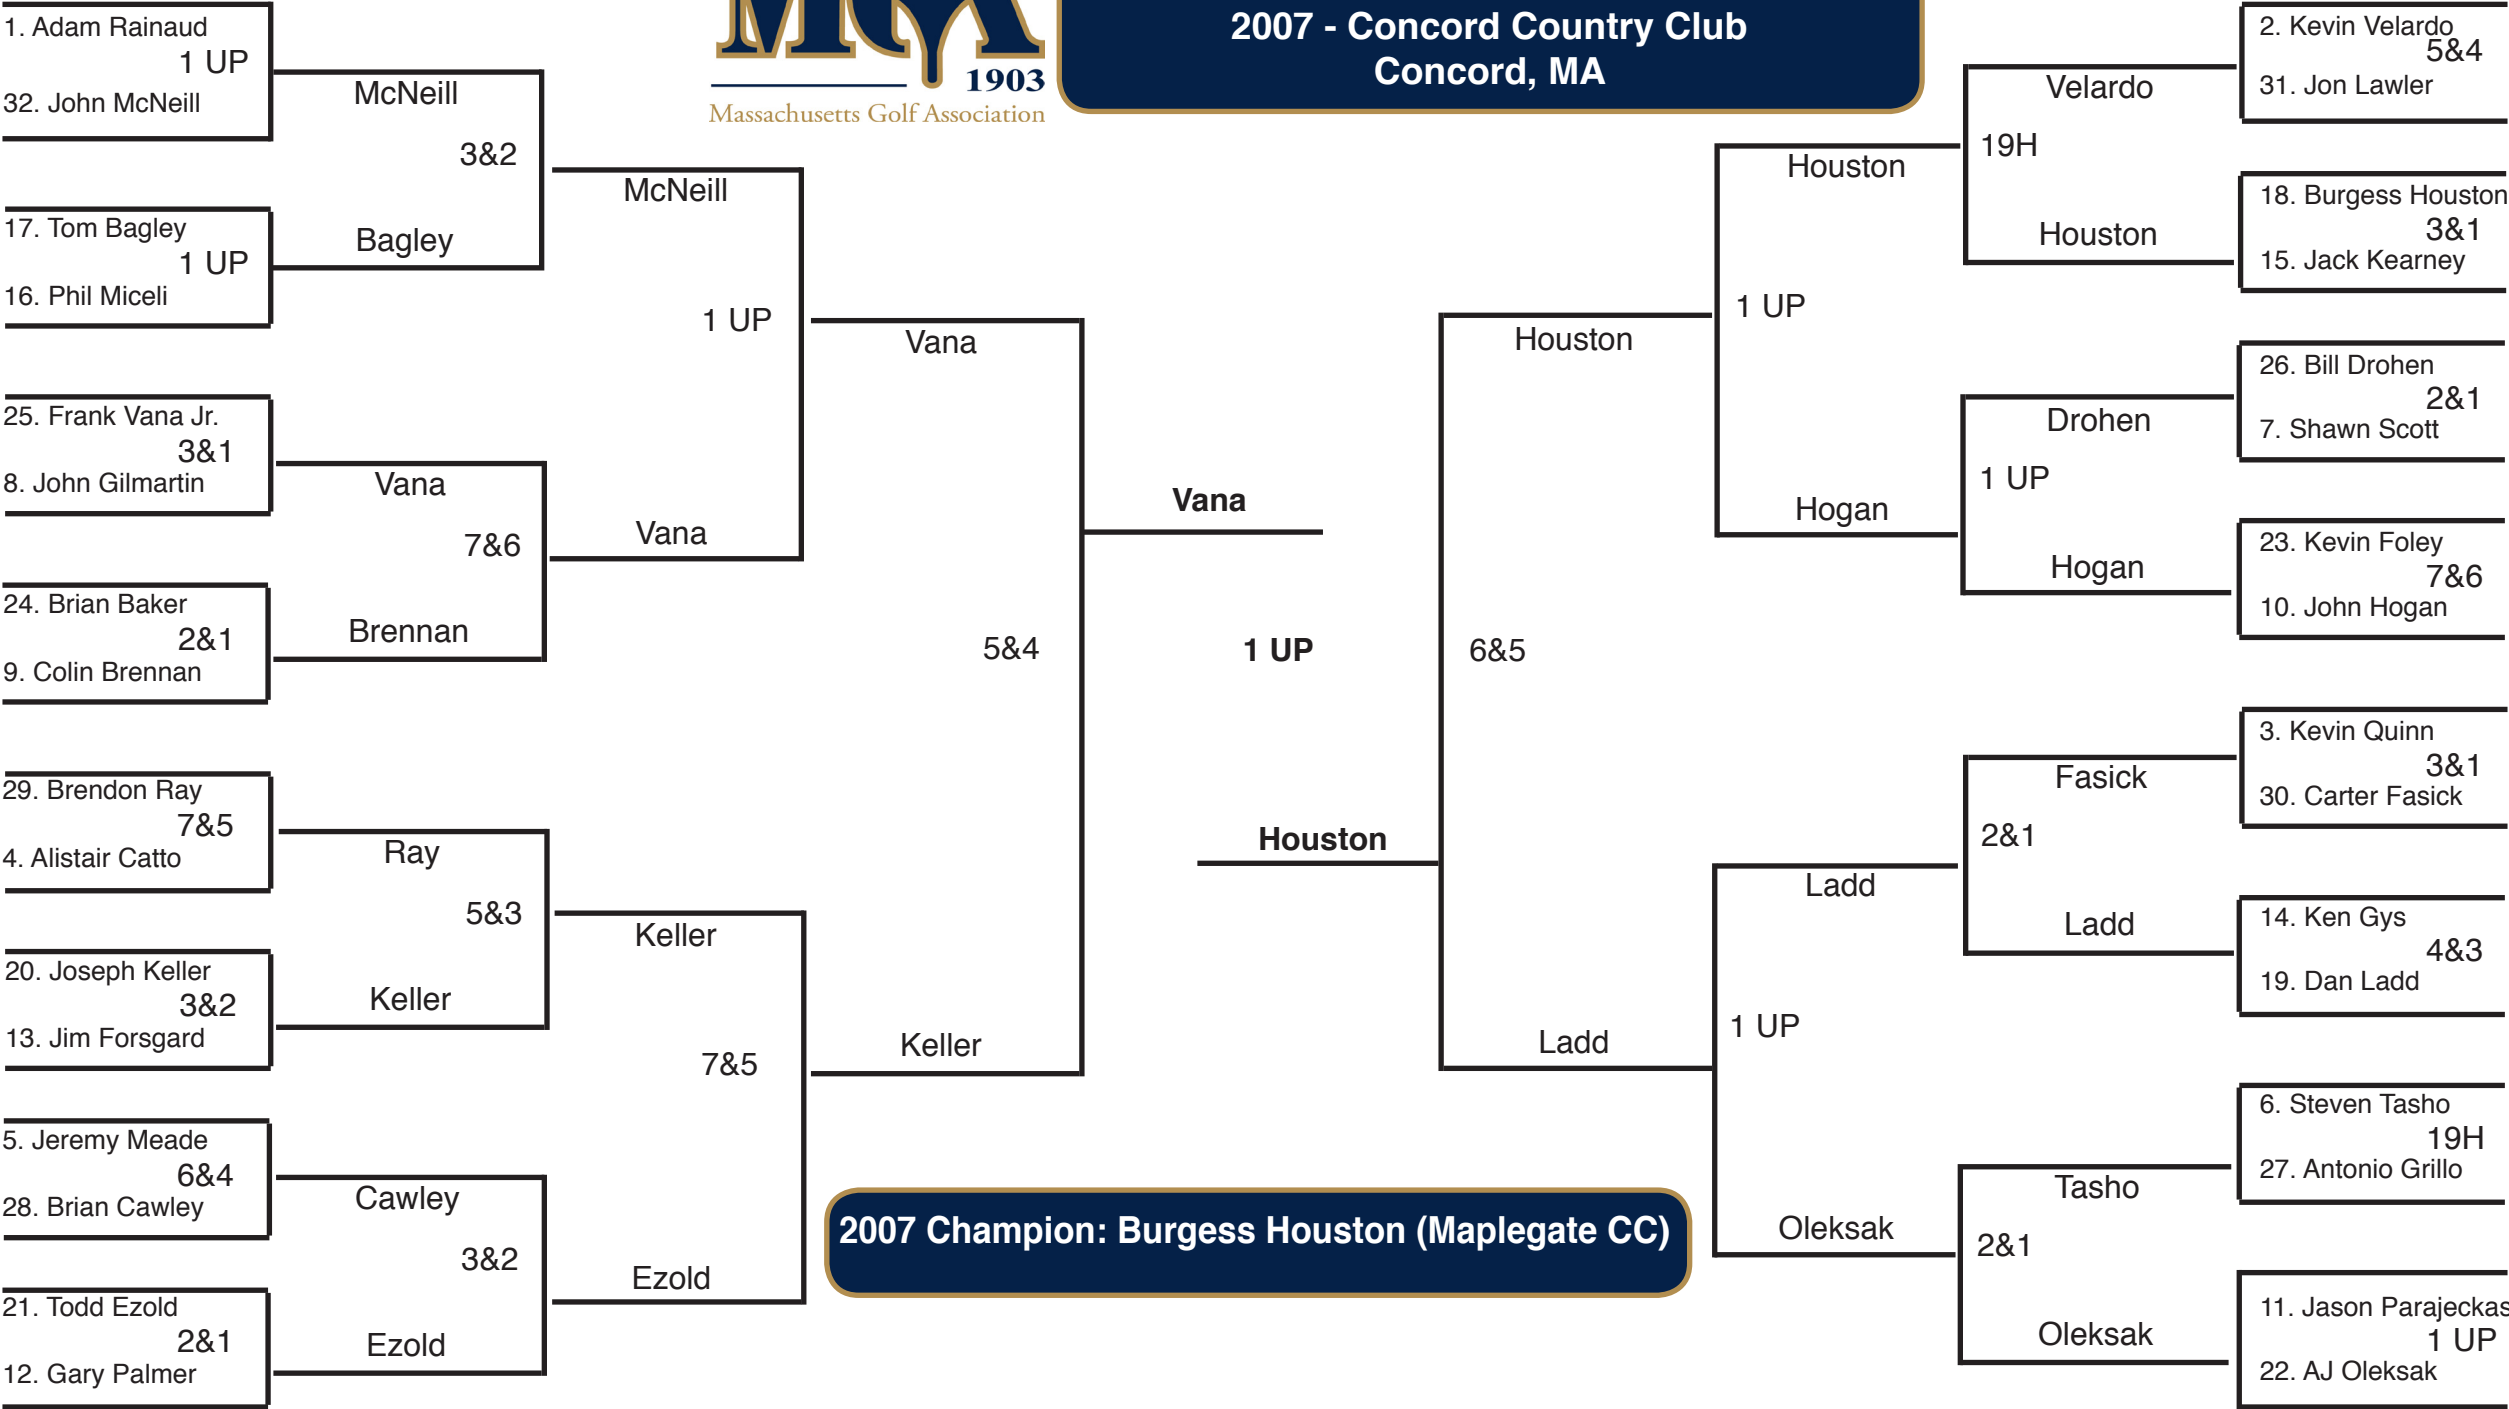 MGA
1903
Massachusetts Golf Association
2007 - Concord Country Club
Concord, MA
1. Adam Rainaud
1 UP
32. John McNeill
17. Tom Bagley
1 UP
16. Phil Miceli
25. Frank Vana Jr.
3&1
8. John Gilmartin
24. Brian Baker
2&1
9. Colin Brennan
29. Brendon Ray
7&5
4. Alistair Catto
20. Joseph Keller
3&2
13. Jim Forsgard
5. Jeremy Meade
6&4
28. Brian Cawley
21. Todd Ezold
2&1
12. Gary Palmer
McNeill
3&2
Bagley
Vana
7&6
Brennan
Ray
5&3
Keller
Cawley
3&2
Ezold
McNeill
1 UP
Vana
Keller
7&5
Ezold
Vana
5&4
Keller
Vana
1 UP
Houston
2007 Champion: Burgess Houston (Maplegate CC)
Houston
6&5
Ladd
Houston
1 UP
Hogan
Ladd
1 UP
Oleksak
Velardo
19H
Houston
Drohen
1 UP
Hogan
Fasick
2&1
Ladd
Tasho
2&1
Oleksak
2. Kevin Velardo
5&4
31. Jon Lawler
18. Burgess Houston
3&1
15. Jack Kearney
26. Bill Drohen
2&1
7. Shawn Scott
23. Kevin Foley
7&6
10. John Hogan
3. Kevin Quinn
3&1
30. Carter Fasick
14. Ken Gys
4&3
19. Dan Ladd
6. Steven Tasho
19H
27. Antonio Grillo
11. Jason Parajeckas
1 UP
22. AJ Oleksak